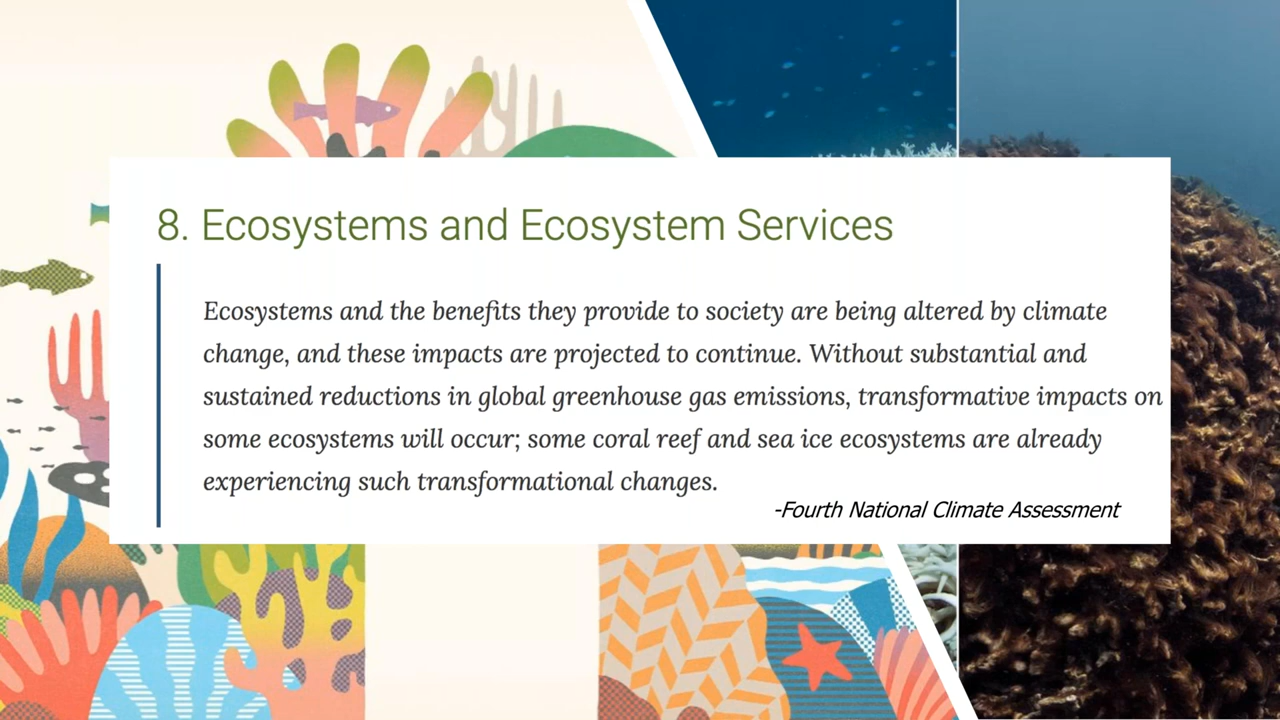 8. Ecosystems and Ecosystem Services
Ecosystems and the benefits they provide to society are being altered by climate
change, and these impacts are projected to continue. Without substantial and
sustained reductions in global greenhouse gas emissions, transformative impacts on
some ecosystems will occur; some coral reef and sea ice ecosystems are already
experiencing such transformational changes.
-Fourth National Climate Assessment